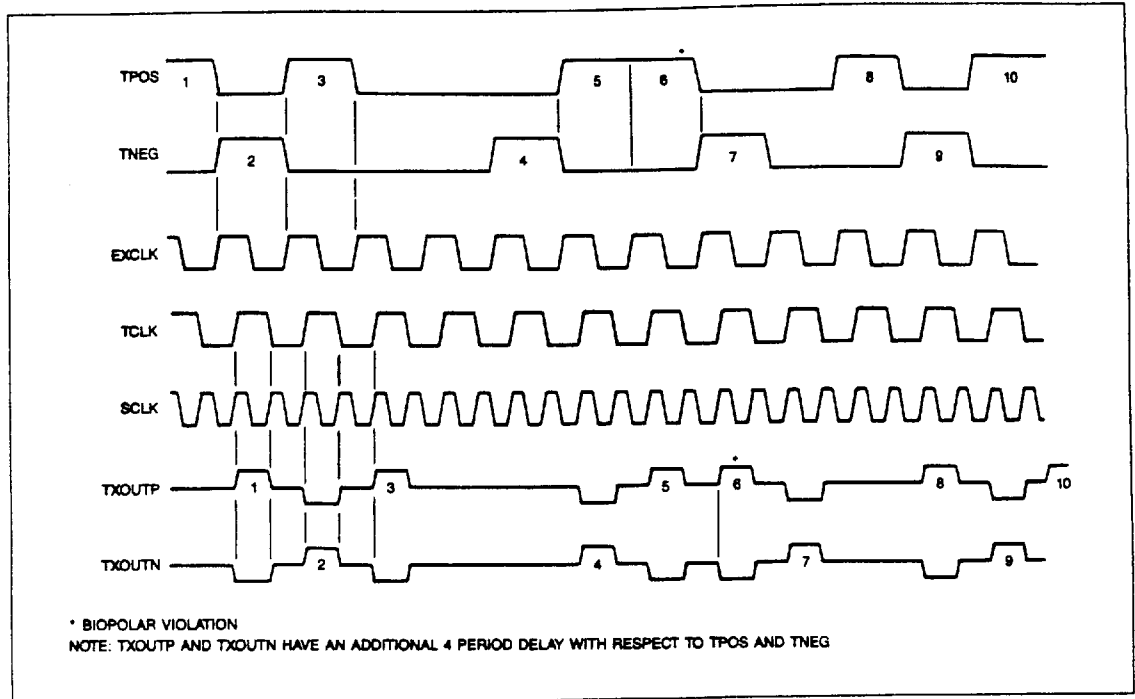 TPOS 1 3 5 6 * 8 10
TNEG 2 4 7 9
EXCLK
TCLK
SCLK
TXOUTP 1 3 5 6 * 8 10
TXOUTN 2 4 7 9
* BIOPOLAR VIOLATION
NOTE: TXOUTP AND TXOUTN HAVE AN ADDITIONAL 4 PERIOD DELAY WITH RESPECT TO TPOS AND TNEG